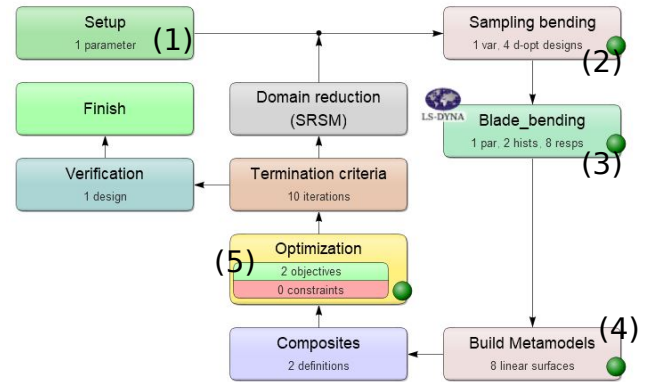 Setup
1 parameter
(1)
Sampling bending
1 var, 4 d-opt designs
(2)
Finish
Domain reduction
(SRSM)
LS-DYNA
Blade_bending
1 par, 2 hists, 8 resps
(3)
Verification
1 design
Termination criteria
10 iterations
(5)
Optimization
2 objectives
0 constraints
Composites
2 definitions
(4)
Build Metamodels
8 linear surfaces